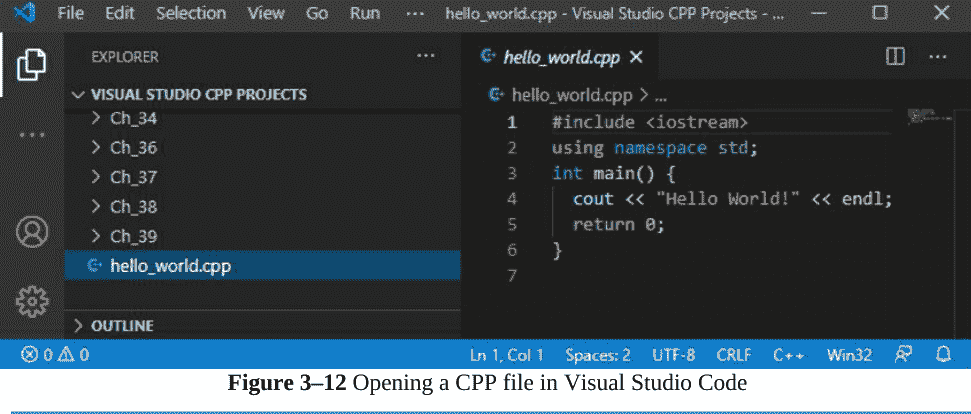 File Edit Selection View Go Run ··· hello_world.cpp - Visual Studio CPP Projects - ...
EXPLORER ···
VISUAL STUDIO CPP PROJECTS
Ch_34
Ch_36
Ch_37
Ch_38
Ch_39
hello_world.cpp
OUTLINE
hello_world.cpp
hello_world.cpp > ...
1 #include <iostream>
2 using namespace std;
3 int main() {
4 cout << "Hello World!" << endl;
5 return 0;
6 }
7
0 0 Ln 1, Col 1 Spaces: 2 UTF-8 CRLF C++ Win32
Figure 3–12 Opening a CPP file in Visual Studio Code